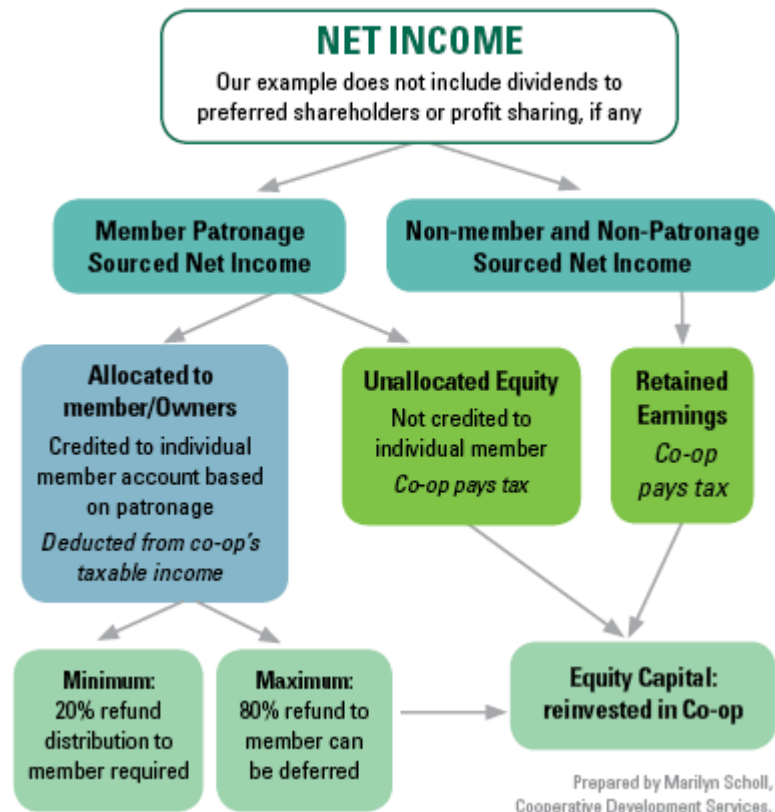 NET INCOME
Our example does not include dividends to
preferred shareholders or profit sharing, if any
Member Patronage
Sourced Net Income
Non-member and Non-Patronage
Sourced Net Income
Allocated to
member/Owners
Credited to individual
member account based
on patronage
Deducted from co-op's
taxable income
Unallocated Equity
Not credited to
individual member
Co-op pays tax
Retained
Earnings
Co-op
pays tax
Minimum:
20% refund
distribution to
member required
Maximum:
80% refund to
member can
be deferred
Equity Capital:
reinvested in Co-op
Prepared by Marilyn Scholl,
Cooperative Development Services.